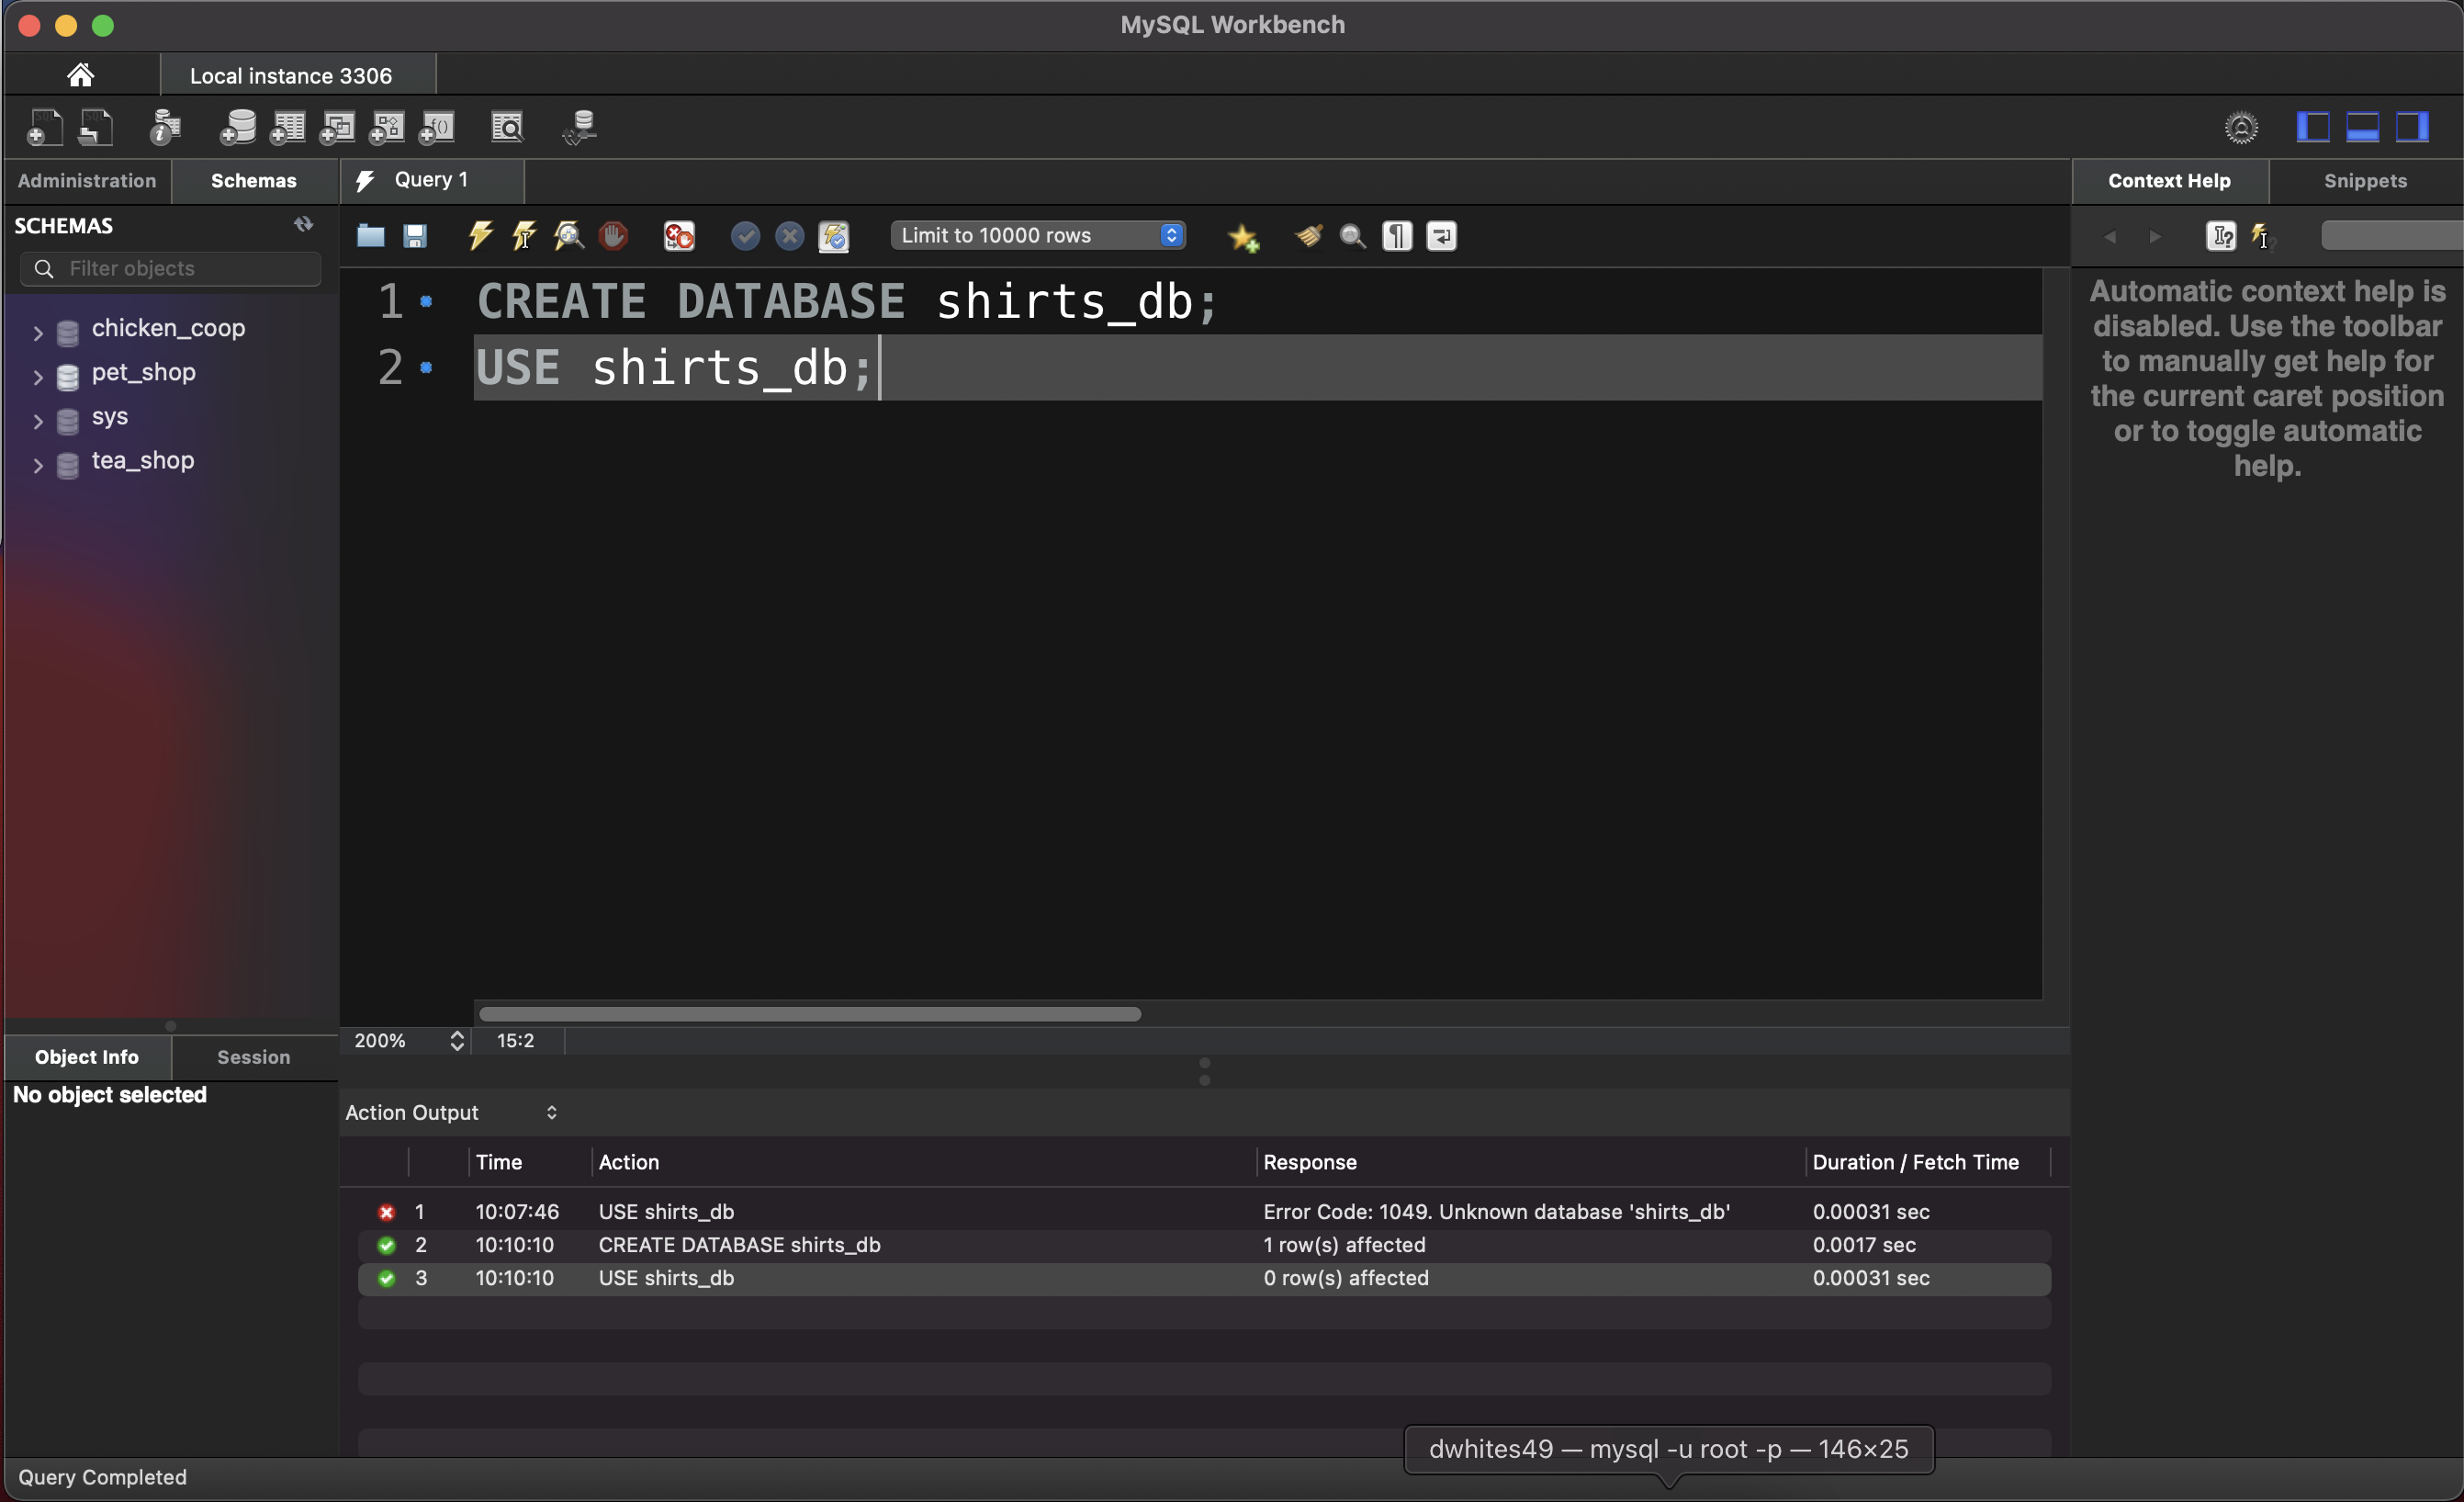 MySQL Workbench
Local instance 3306
Administration
Schemas
Query 1
Context Help
Snippets
SCHEMAS
Filter objects
Limit to 10000 rows
chicken_coop
pet_shop
sys
tea_shop
1 CREATE DATABASE shirts_db;
2 USE shirts_db;
Automatic context help is
disabled. Use the toolbar
to manually get help for
the current caret position
or to toggle automatic
help.
200%
15:2
Object Info
Session
No object selected
Action Output
Time Action Response Duration / Fetch Time
1 10:07:46 USE shirts_db Error Code: 1049. Unknown database 'shirts_db' 0.00031 sec
2 10:10:10 CREATE DATABASE shirts_db 1 row(s) affected 0.0017 sec
3 10:10:10 USE shirts_db 0 row(s) affected 0.00031 sec
dwhites49 — mysql -u root -p — 146×25
Query Completed